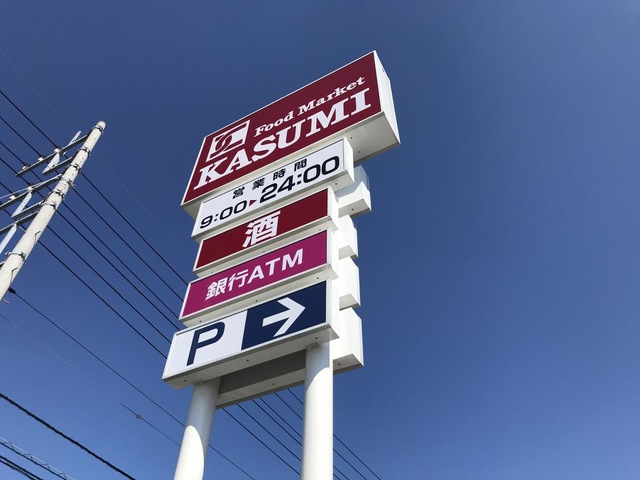 Food Market
KASUMI
営業時間
9:00▶24:00
酒
銀行ATM
P →